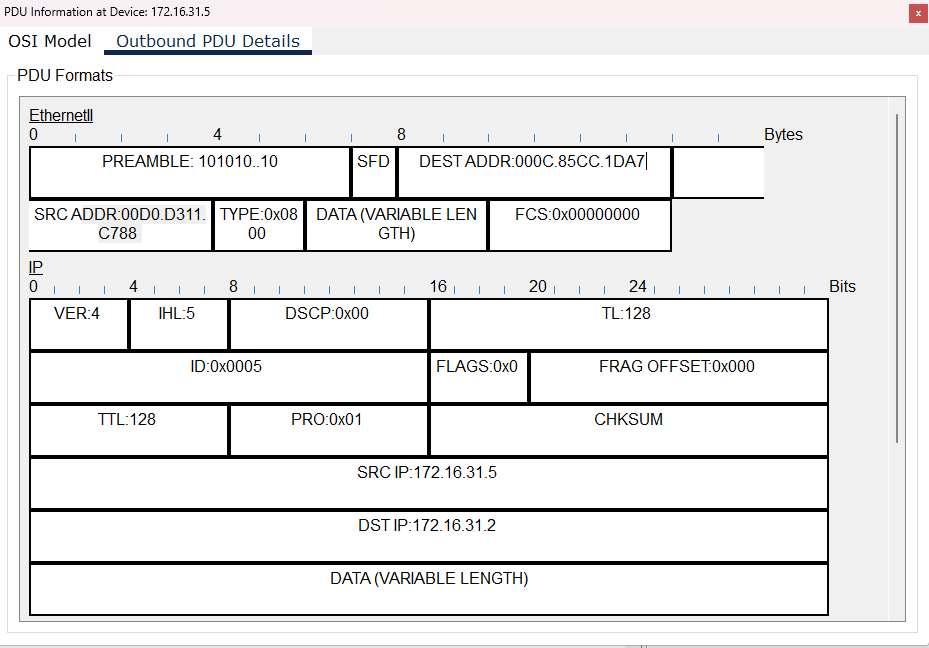 PDU Information at Device: 172.16.31.5
x
OSI Model Outbound PDU Details
PDU Formats
EthernetII
0 4 8 Bytes
PREAMBLE: 101010..10 SFD DEST ADDR:000C.85CC.1DA7
SRC ADDR:00D0.D311. TYPE:0x08 DATA (VARIABLE LEN FCS:0x00000000
C788 00 GTH)
IP
0 4 8 16 20 24 Bits
VER:4 IHL:5 DSCP:0x00 TL:128
ID:0x0005 FLAGS:0x0 FRAG OFFSET:0x000
TTL:128 PRO:0x01 CHKSUM
SRC IP:172.16.31.5
DST IP:172.16.31.2
DATA (VARIABLE LENGTH)